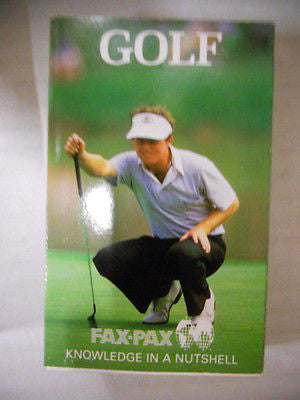 GOLF
FAX-PAX
KNOWLEDGE IN A NUTSHELL